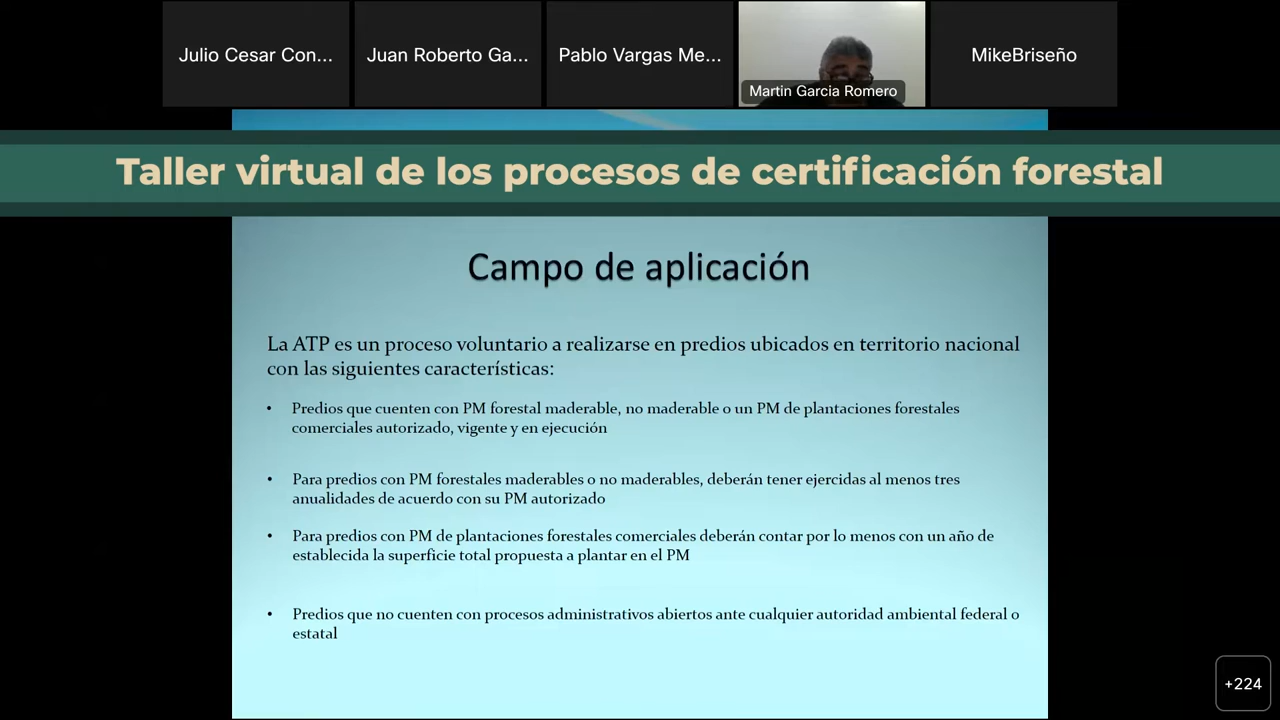 Julio Cesar Con...
Juan Roberto Ga...
Pablo Vargas Me...
Martin Garcia Romero
MikeBriseño
Taller virtual de los procesos de certificación forestal
Campo de aplicación
La ATP es un proceso voluntario a realizarse en predios ubicados en territorio nacional
con las siguientes características:
• Predios que cuenten con PM forestal maderable, no maderable o un PM de plantaciones forestales
comerciales autorizado, vigente y en ejecución
• Para predios con PM forestales maderables o no maderables, deberán tener ejercidas al menos tres
anualidades de acuerdo con su PM autorizado
• Para predios con PM de plantaciones forestales comerciales deberán contar por lo menos con un año de
establecida la superficie total propuesta a plantar en el PM
• Predios que no cuenten con procesos administrativos abiertos ante cualquier autoridad ambiental federal o
estatal
+224